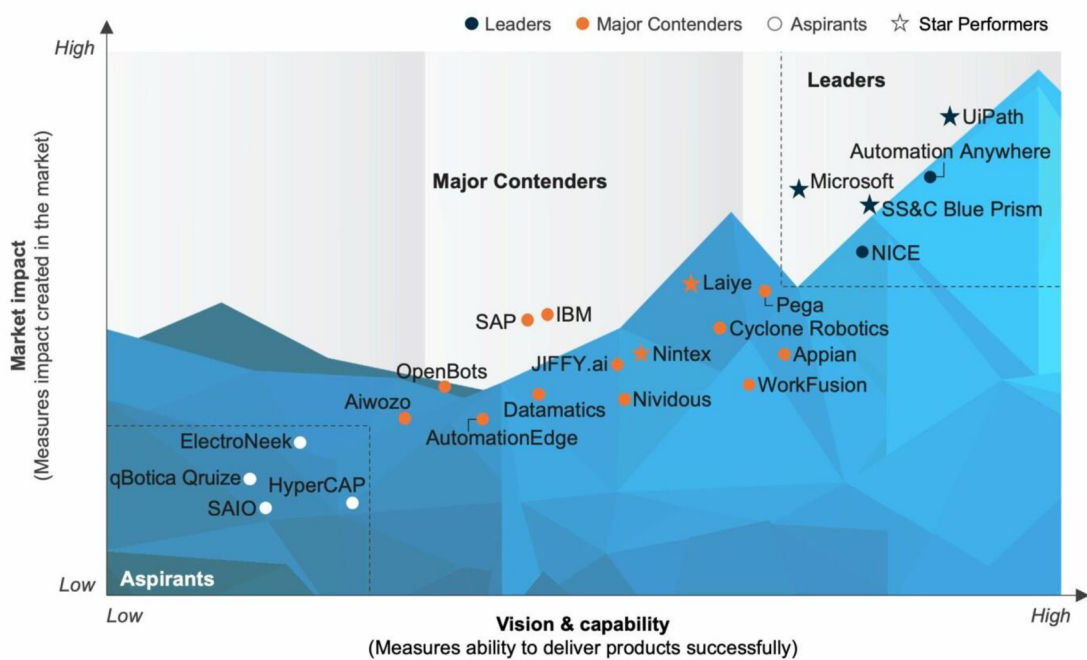 Leaders
Major Contenders
Aspirants
Star Performers
High
Leaders
UiPath
Automation Anywhere
Major Contenders
Microsoft
SS&C Blue Prism
NICE
Laiye
Pega
SAP
IBM
Cyclone Robotics
JIFFY.ai
Nintex
Appian
OpenBots
WorkFusion
Aiwozo
Datamatics
Nividous
AutomationEdge
ElectroNeek
qBotica Qruize
HyperCAP
SAIO
Aspirants
Market impact
(Measures impact created in the market)
Low
Low
High
Vision & capability
(Measures ability to deliver products successfully)